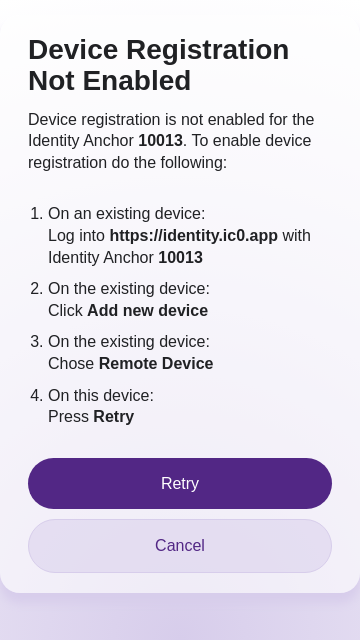 Device Registration
Not Enabled
Device registration is not enabled for the
Identity Anchor 10013. To enable device
registration do the following:
1. On an existing device:
Log into https://identity.ic0.app with
Identity Anchor 10013
2. On the existing device:
Click Add new device
3. On the existing device:
Chose Remote Device
4. On this device:
Press Retry
Retry
Cancel